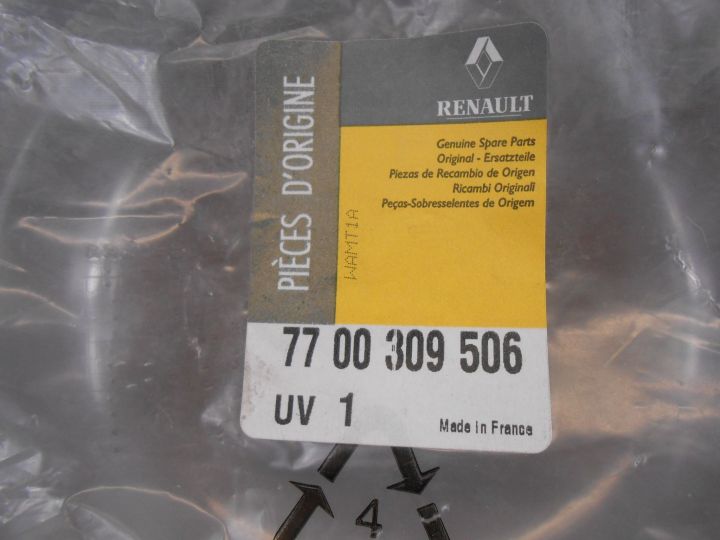 PIÈCES D'ORIGINE
RENAULT
Genuine Spare Parts
Original - Ersatzteile
Piezas de Recambio de Origen
Ricambi Originali
Peças-Sobresselentes de Origem
WAMT1A
77 00 309 506
UV 1
Made in France
4